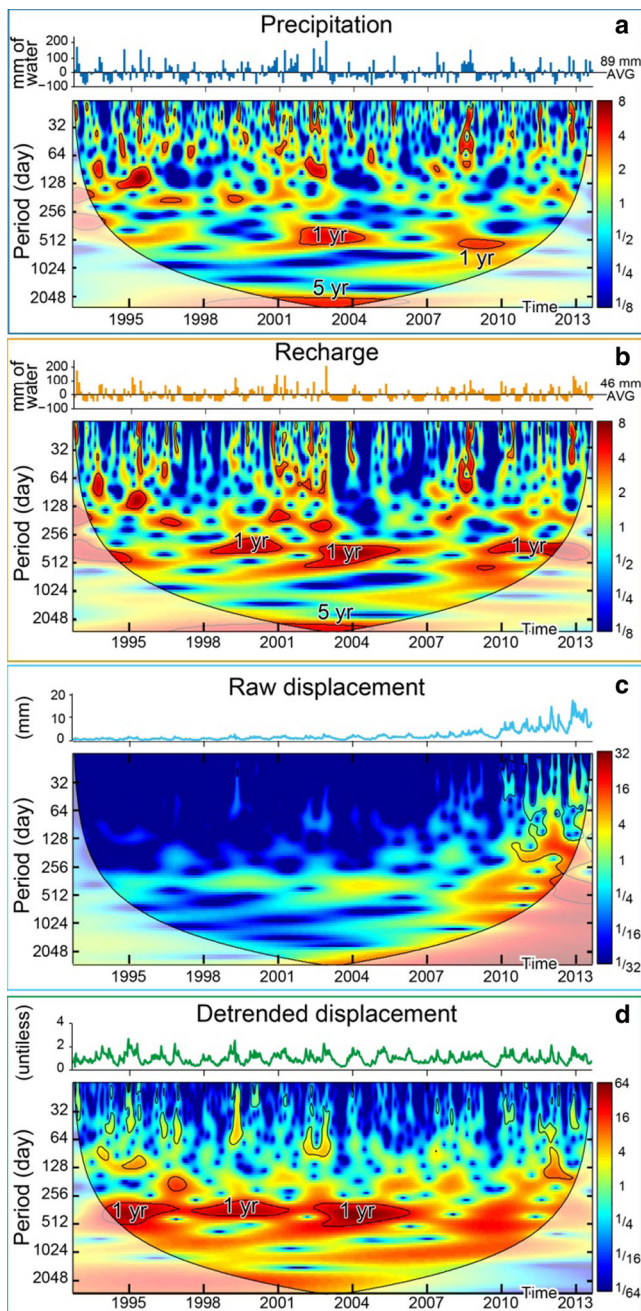 Precipitation
a
mm of water
200
100
0
−100
89 mm
AVG
Period (day)
32
64
128
256
512
1024
2048
1 yr
1 yr
5 yr
Time
1995 1998 2001 2004 2007 2010 2013
8
4
2
1
1/2
1/4
1/8
Recharge
b
mm of water
200
100
0
−100
46 mm
AVG
Period (day)
32
64
128
256
512
1024
2048
1 yr
1 yr
1 yr
5 yr
Time
1995 1998 2001 2004 2007 2010 2013
8
4
2
1
1/2
1/4
1/8
Raw displacement
c
(mm)
20
10
0
Period (day)
32
64
128
256
512
1024
2048
Time
1995 1998 2001 2004 2007 2010 2013
32
16
4
1
1/4
1/16
1/32
Detrended displacement
d
(untiless)
4
2
0
Period (day)
32
64
128
256
512
1024
2048
1 yr
1 yr
1 yr
Time
1995 1998 2001 2004 2007 2010 2013
64
16
4
1
1/4
1/16
1/64